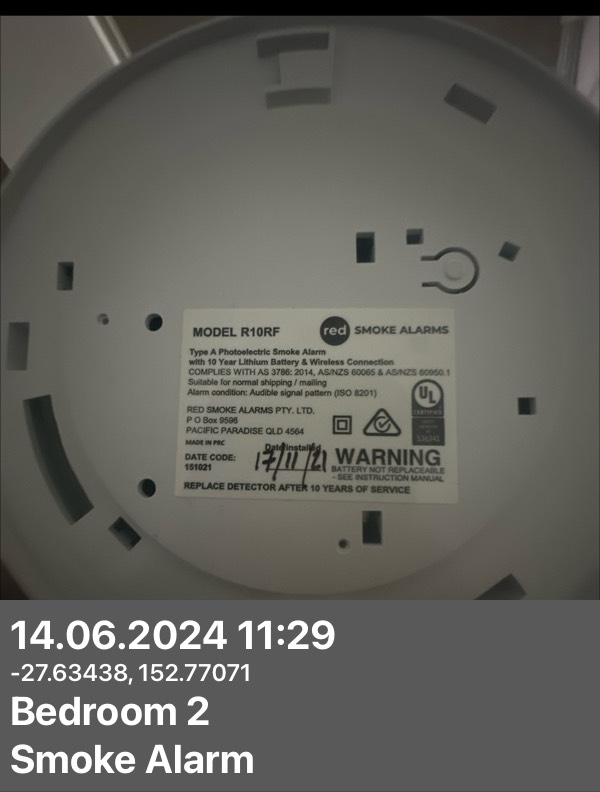 MODEL R10RF
red SMOKE ALARMS
Type A Photoelectric Smoke Alarm
with 10 Year Lithium Battery & Wireless Connection
COMPLIES WITH AS 3786: 2014, AS/NZS 60065 & AS/NZS 60950.1
Suitable for normal shipping / mailing
Alarm condition: Audible signal pattern (ISO 8201)
UL
CERTIFIED
RED SMOKE ALARMS PTY. LTD.
P O Box 9596
PACIFIC PARADISE QLD 4564
MADE IN PRC
Date installed
DATE CODE:
151021
17/11/21
WARNING
BATTERY NOT REPLACEABLE
- SEE INSTRUCTION MANUAL
REPLACE DETECTOR AFTER 10 YEARS OF SERVICE
14.06.2024 11:29
-27.63438, 152.77071
Bedroom 2
Smoke Alarm